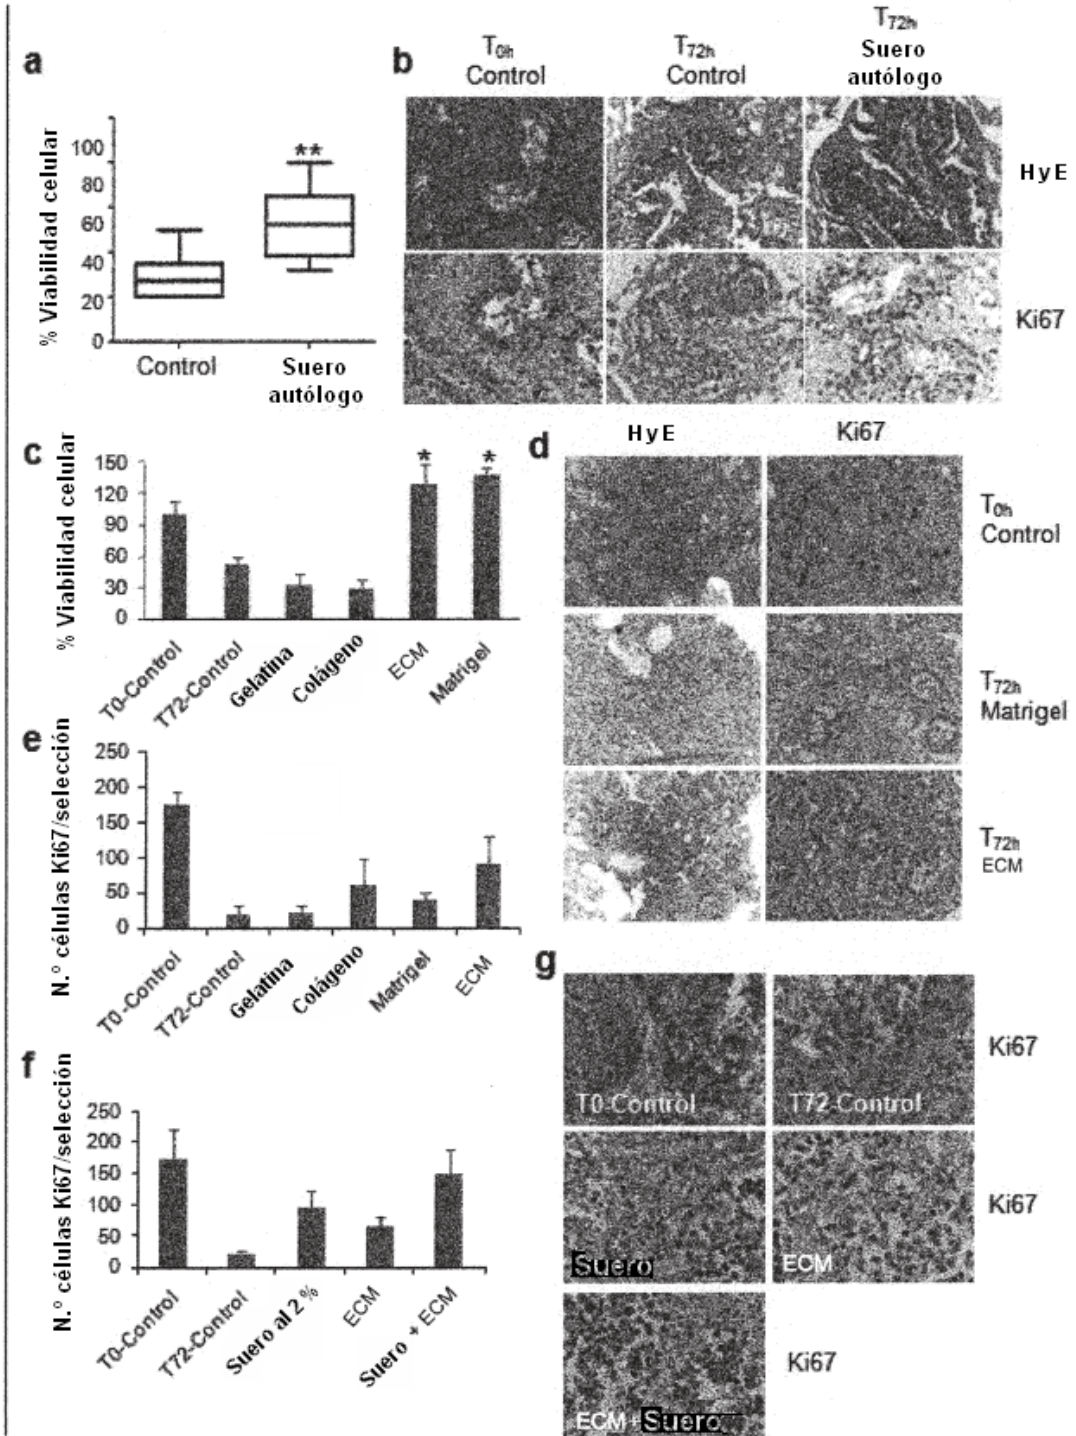 a
% Viabilidad celular
100
80
60
40
20
0
**
Control
Suero
autólogo
b
T0h
Control
T72h
Control
T72h
Suero
autólogo
HyE
Ki67
c
% Viabilidad celular
150
120
90
60
30
0
*
*
T0-Control
T72-Control
Gelatina
Colágeno
ECM
Matrigel
d
HyE
Ki67
T0h
Control
T72h
Matrigel
T72h
ECM
e
N.º células Ki67/selección
250
200
150
100
50
0
T0-Control
T72-Control
Gelatina
Colágeno
Matrigel
ECM
f
N.º células Ki67/selección
250
200
150
100
50
0
T0-Control
T72-Control
Suero al 2 %
ECM
Suero + ECM
g
T0-Control
T72-Control
Ki67
Suero
ECM
Ki67
ECM+Suero
Ki67